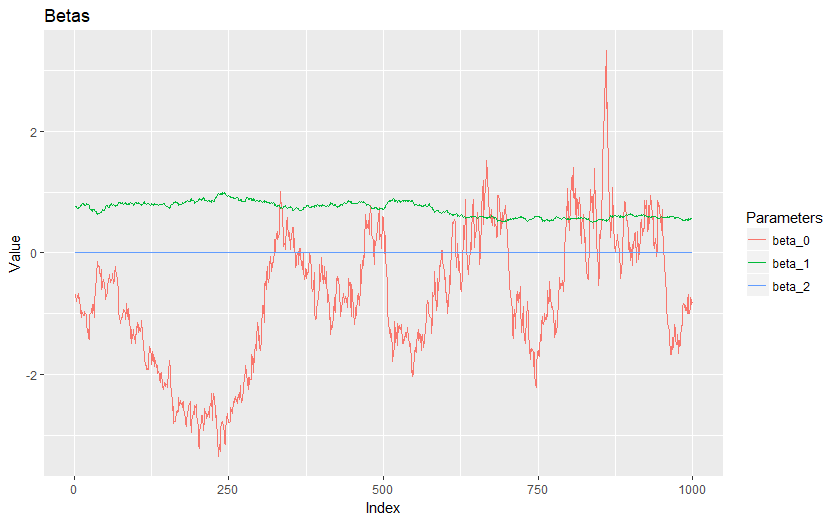 Betas
Value
2
0
-2
0
250
500
750
1000
Index
Parameters
beta_0
beta_1
beta_2